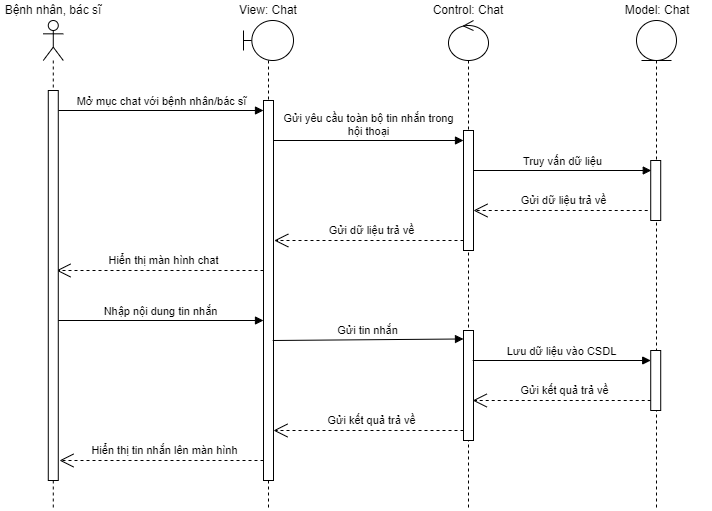 Bệnh nhân, bác sĩ
View: Chat
Control: Chat
Model: Chat
Mở mục chat với bệnh nhân/bác sĩ
Gửi yêu cầu toàn bộ tin nhắn trong
hội thoại
Truy vấn dữ liệu
Gửi dữ liệu trả về
Gửi dữ liệu trả về
Hiển thị màn hình chat
Nhập nội dung tin nhắn
Gửi tin nhắn
Lưu dữ liệu vào CSDL
Gửi kết quả trả về
Gửi kết quả trả về
Hiển thị tin nhắn lên màn hình